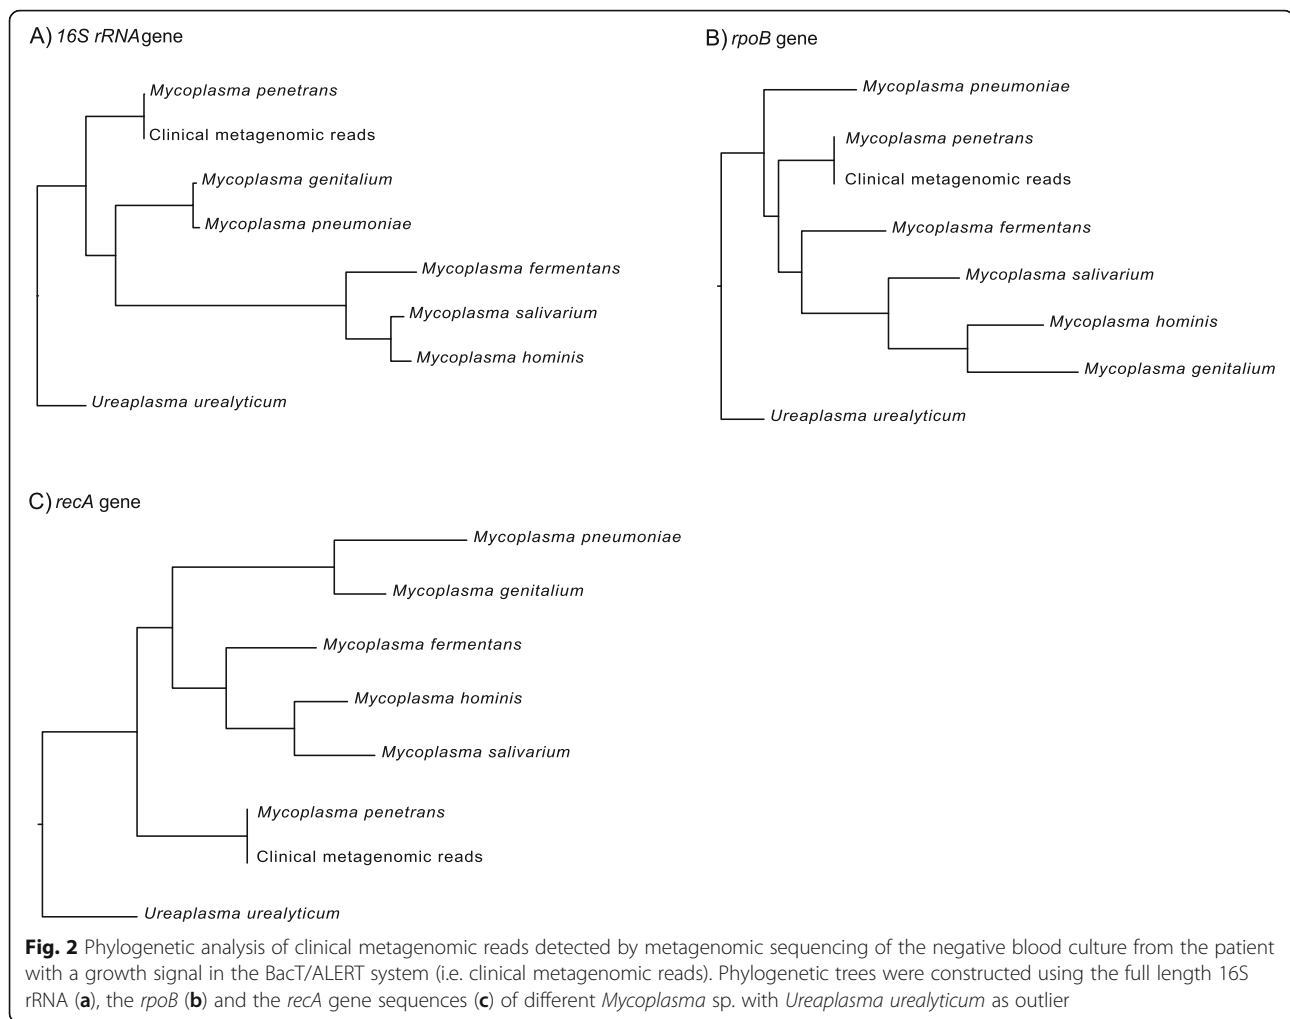 A) 16S rRNA gene
Mycoplasma penetrans
Clinical metagenomic reads
Mycoplasma genitalium
Mycoplasma pneumoniae
Mycoplasma fermentans
Mycoplasma salivarium
Mycoplasma hominis
Ureaplasma urealyticum
B) rpoB gene
Mycoplasma pneumoniae
Mycoplasma penetrans
Clinical metagenomic reads
Mycoplasma fermentans
Mycoplasma salivarium
Mycoplasma hominis
Mycoplasma genitalium
Ureaplasma urealyticum
C) recA gene
Mycoplasma pneumoniae
Mycoplasma genitalium
Mycoplasma fermentans
Mycoplasma hominis
Mycoplasma salivarium
Mycoplasma penetrans
Clinical metagenomic reads
Ureaplasma urealyticum
Fig. 2 Phylogenetic analysis of clinical metagenomic reads detected by metagnomic sequencing of the negative blood culture from the patient
with a growth signal in the BacT/ALERT system (i.e. clinical metagenomic reads). Phylogenetic trees were constructed using the full length 16S
rRNA (a), the rpoB (b) and the recA gene sequences (c) of different Mycoplasma sp. with Ureaplasma urealyticum as outlier